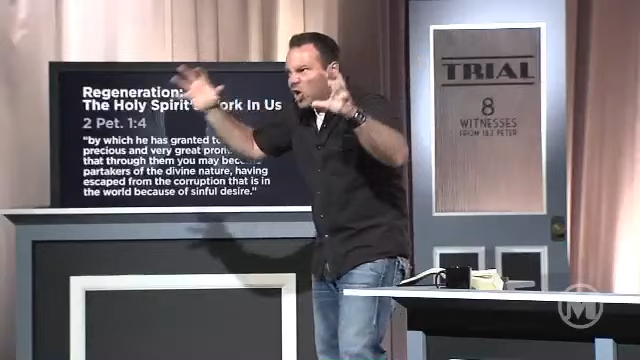 Regeneration:
The Holy Spirit's Work In Us
2 Pet. 1:4
"by which he has granted to
precious and very great
that through them you may become
partakers of the divine nature, having
escaped from the corruption that is in
the world because of sinful desire."
TRIAL
8
WITNESSES
FROM 1&2 PETER
M